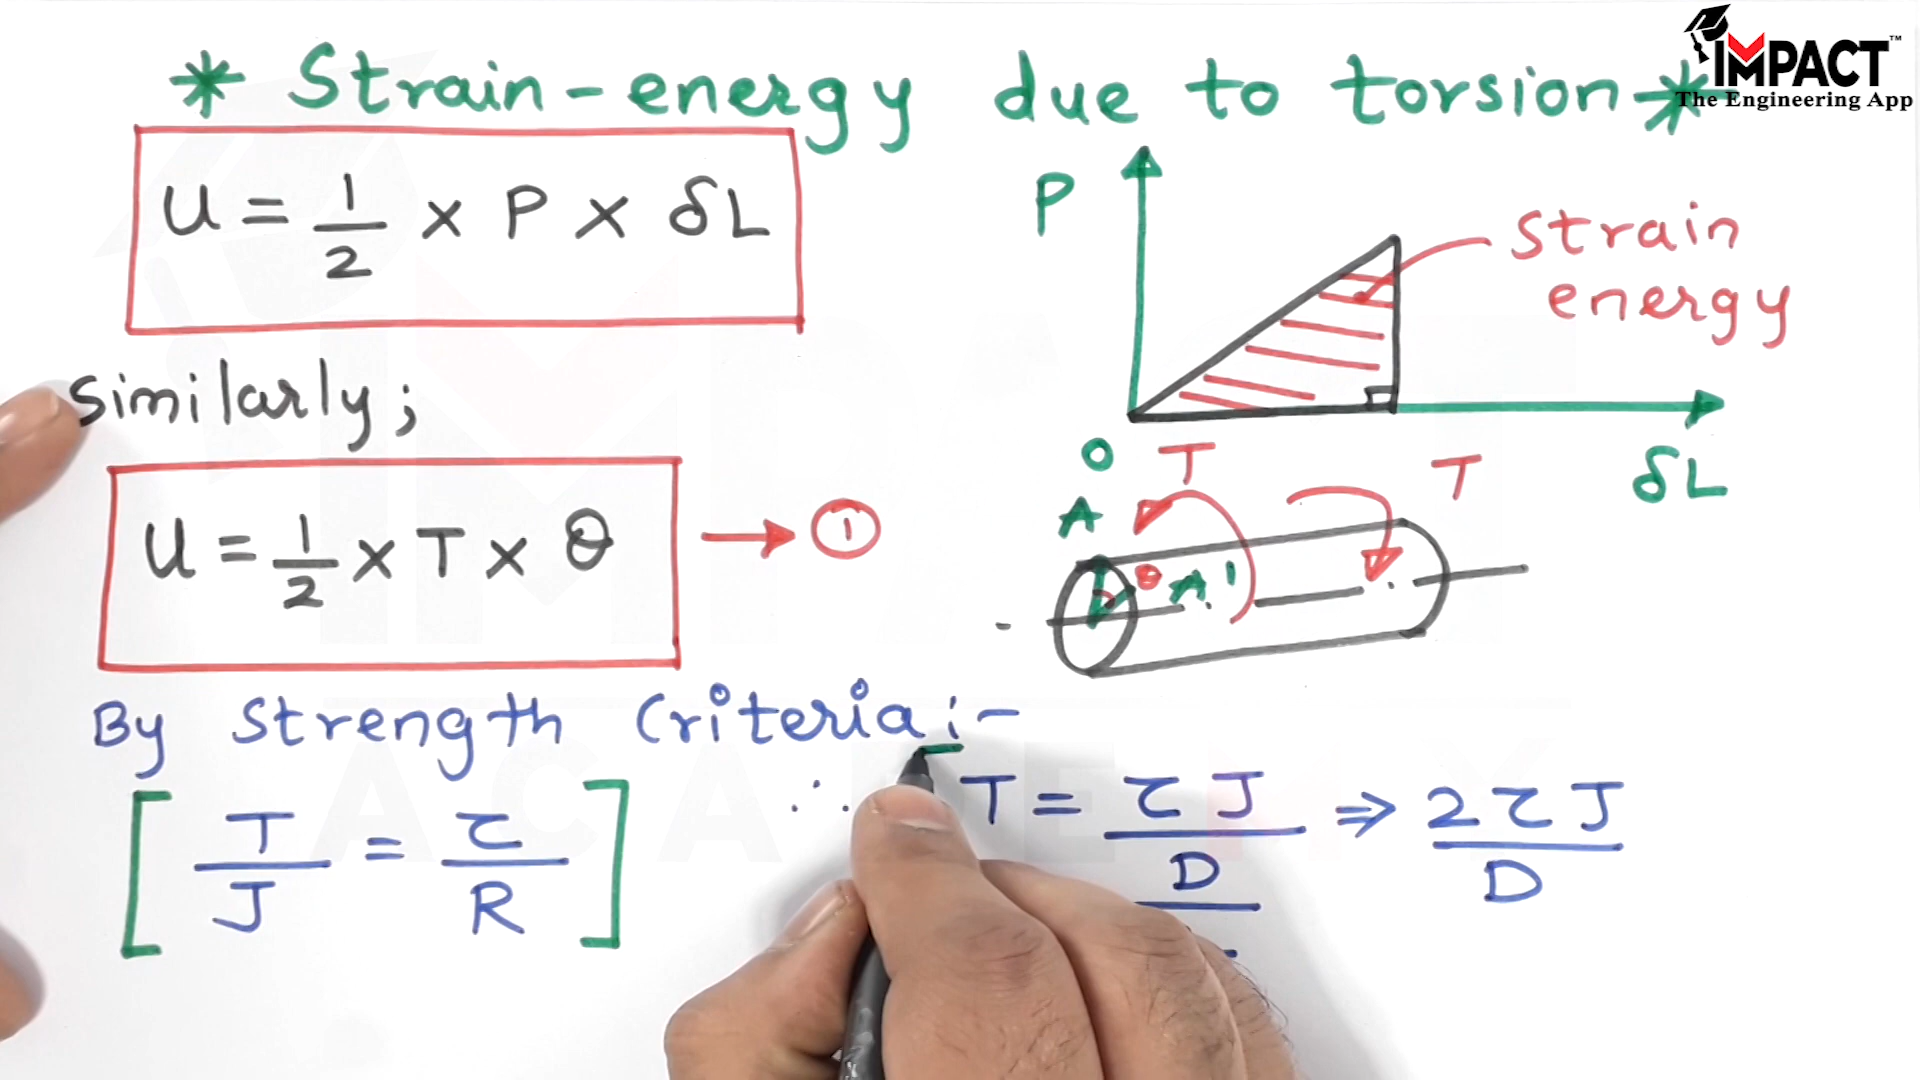 IMPACT™
The Engineering App
* Strain-energy due to torsion *
U = 1/2 × P × δL
P
strain
energy
O
δL
Similarly;
U = 1/2 × T × θ → ①
T T
A
θ A'
By Strength Criteria:-
[ T/J = τ/R ]
∴ T = τJ / D ⇒ 2τJ / D